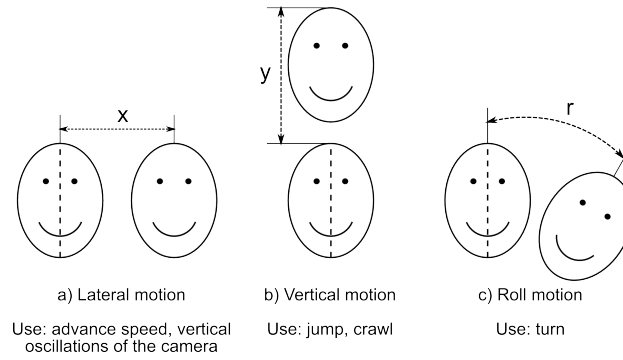 x
y
r
a) Lateral motion
b) Vertical motion
c) Roll motion
Use: advance speed, vertical
oscillations of the camera
Use: jump, crawl
Use: turn